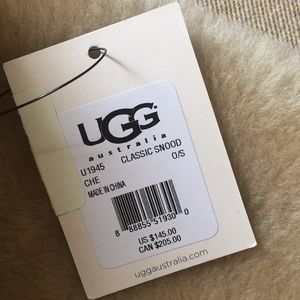 UGG
australia
U1945 CLASSIC SNOOD
CHE O/S
MADE IN CHINA
8 88855 51930 0
US $145.00
CAN $205.00
uggaustralia.com